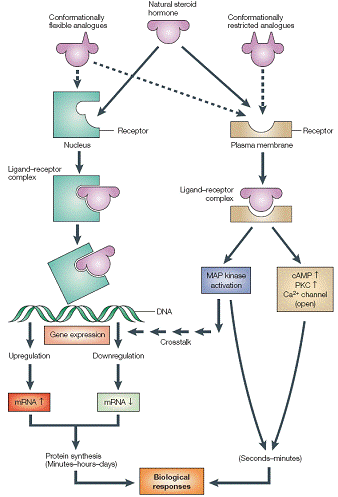 Conformationally
flexible analogues
Natural steroid
hormone
Conformationally
restricted analogues
Receptor
Nucleus
Receptor
Plasma membrane
Ligand–receptor
complex
Ligand–receptor
complex
MAP kinase
activation
cAMP ↑
PKC ↑
Ca2+ channel
(open)
DNA
Gene expression
Crosstalk
Upregulation
Downregulation
mRNA ↑
mRNA ↓
Protein synthesis
(Minutes–hours–days)
(Seconds–minutes)
Biological
responses